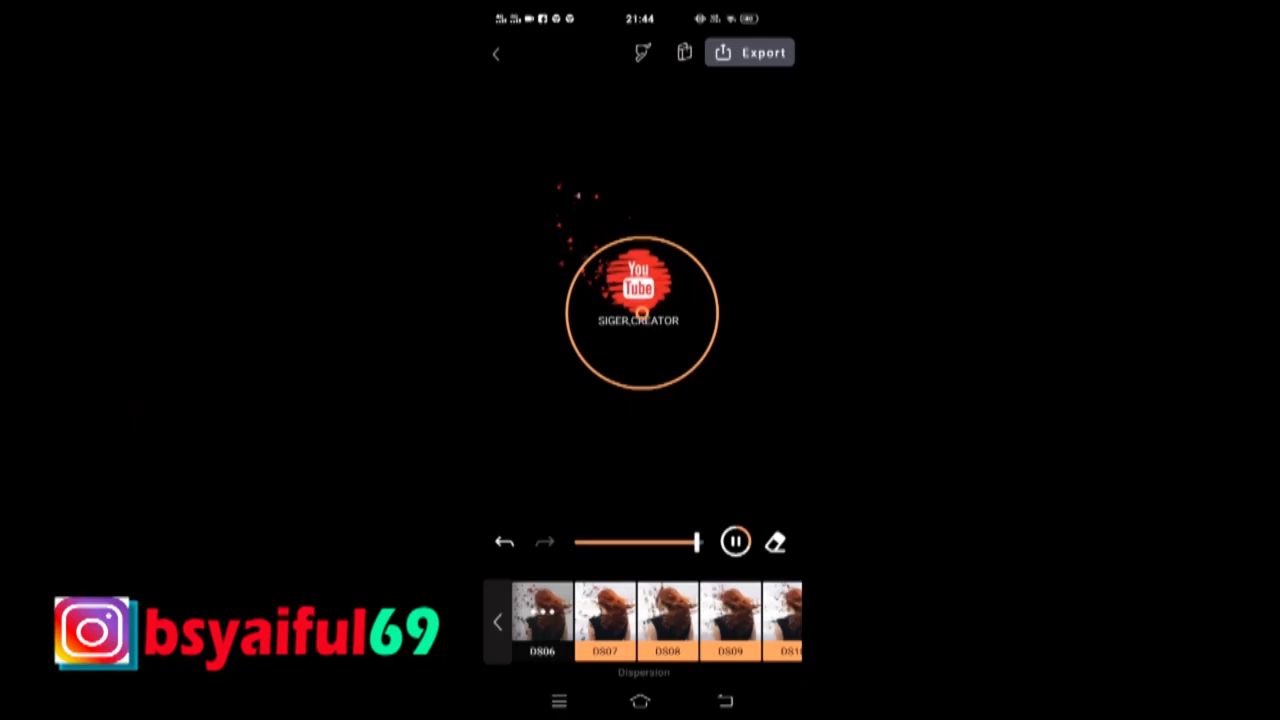 21:44
Export
You
Tube
SIGER CREATOR
DS06 DS07 DS08 DS09
Dispersion
bsyaiful69